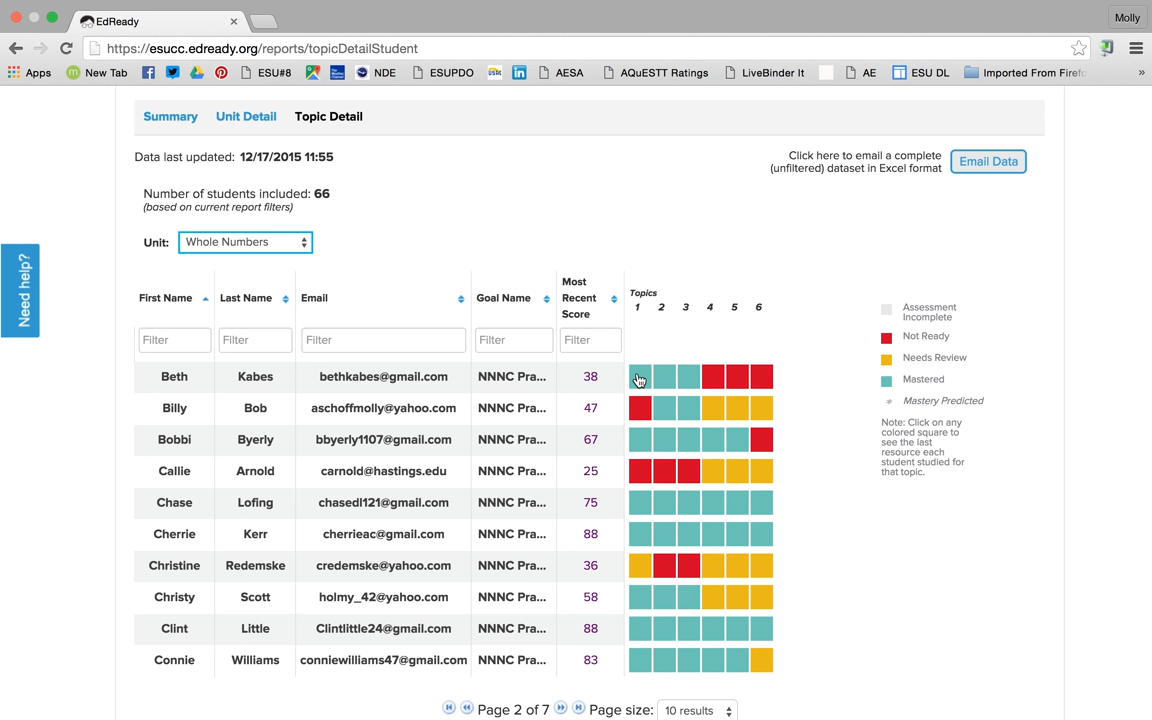 EdReady
Molly
https://esucc.edready.org/reports/topicDetailStudent
Apps New Tab ESU#8 NDE ESUPDO AESA AQuESTT Ratings LiveBinder It AE ESU DL Imported From Firefo »
Summary Unit Detail Topic Detail
Data last updated: 12/17/2015 11:55
Click here to email a complete
(unfiltered) dataset in Excel format
Email Data
Number of students included: 66
(based on current report filters)
Unit: Whole Numbers
Need help?
First Name Last Name Email Goal Name Most Recent Score Topics
1 2 3 4 5 6
Filter Filter Filter Filter Filter
Beth Kabes bethkabes@gmail.com NNNC Pra... 38
Billy Bob aschoffmolly@yahoo.com NNNC Pra... 47
Bobbi Byerly bbyerly1107@gmail.com NNNC Pra... 67
Callie Arnold carnold@hastings.edu NNNC Pra... 25
Chase Lofing chasedl121@gmail.com NNNC Pra... 75
Cherrie Kerr cherrieac@gmail.com NNNC Pra... 88
Christine Redemske credemske@yahoo.com NNNC Pra... 36
Christy Scott holmy_42@yahoo.com NNNC Pra... 58
Clint Little Clintlittle24@gmail.com NNNC Pra... 88
Connie Williams conniewilliams47@gmail.com NNNC Pra... 83
Assessment
Incomplete
Not Ready
Needs Review
Mastered
* Mastery Predicted
Note: Click on any
colored square to
see the last
resource each
student studied for
that topic.
Page 2 of 7 Page size: 10 results